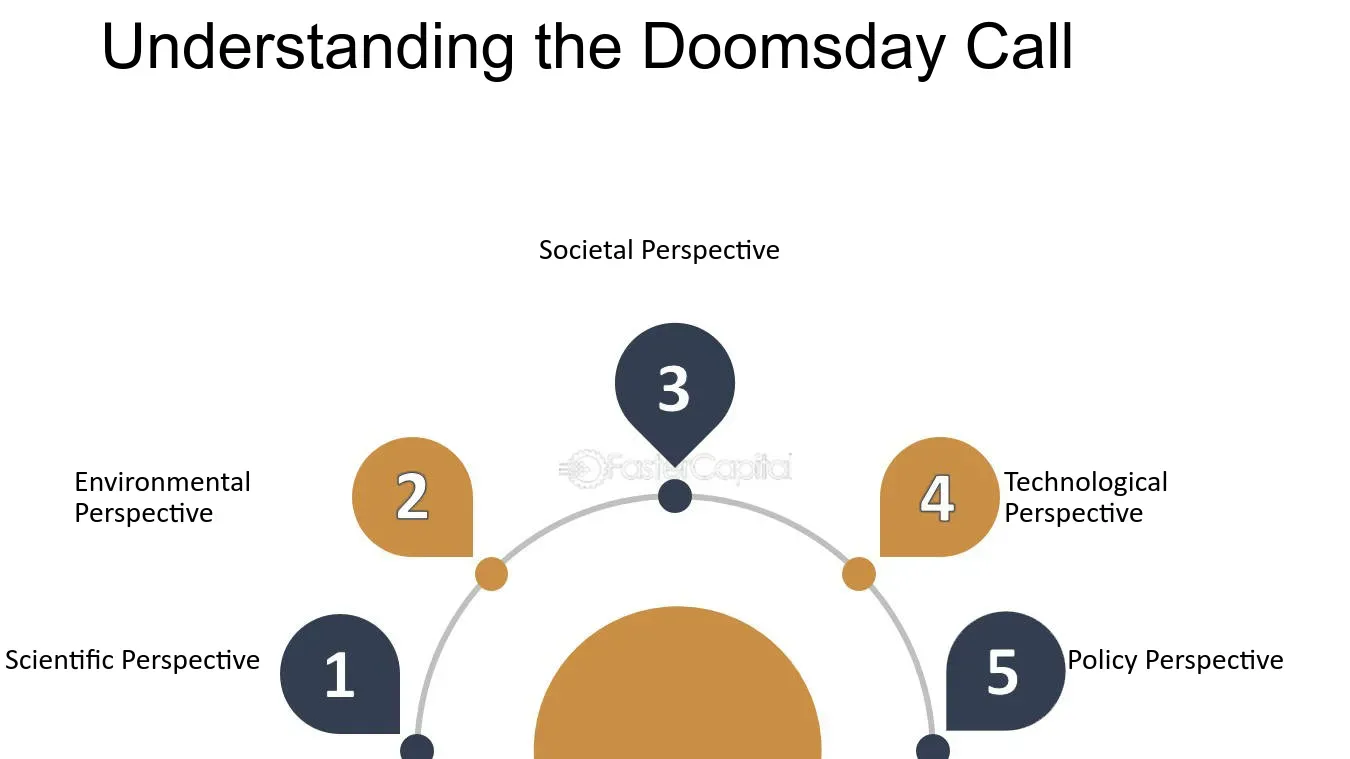 Understanding the Doomsday Call
Societal Perspective
3
FasterCapital
Environmental
Perspective
2
4
Technological
Perspective
Scientific Perspective
1
5
Policy Perspective